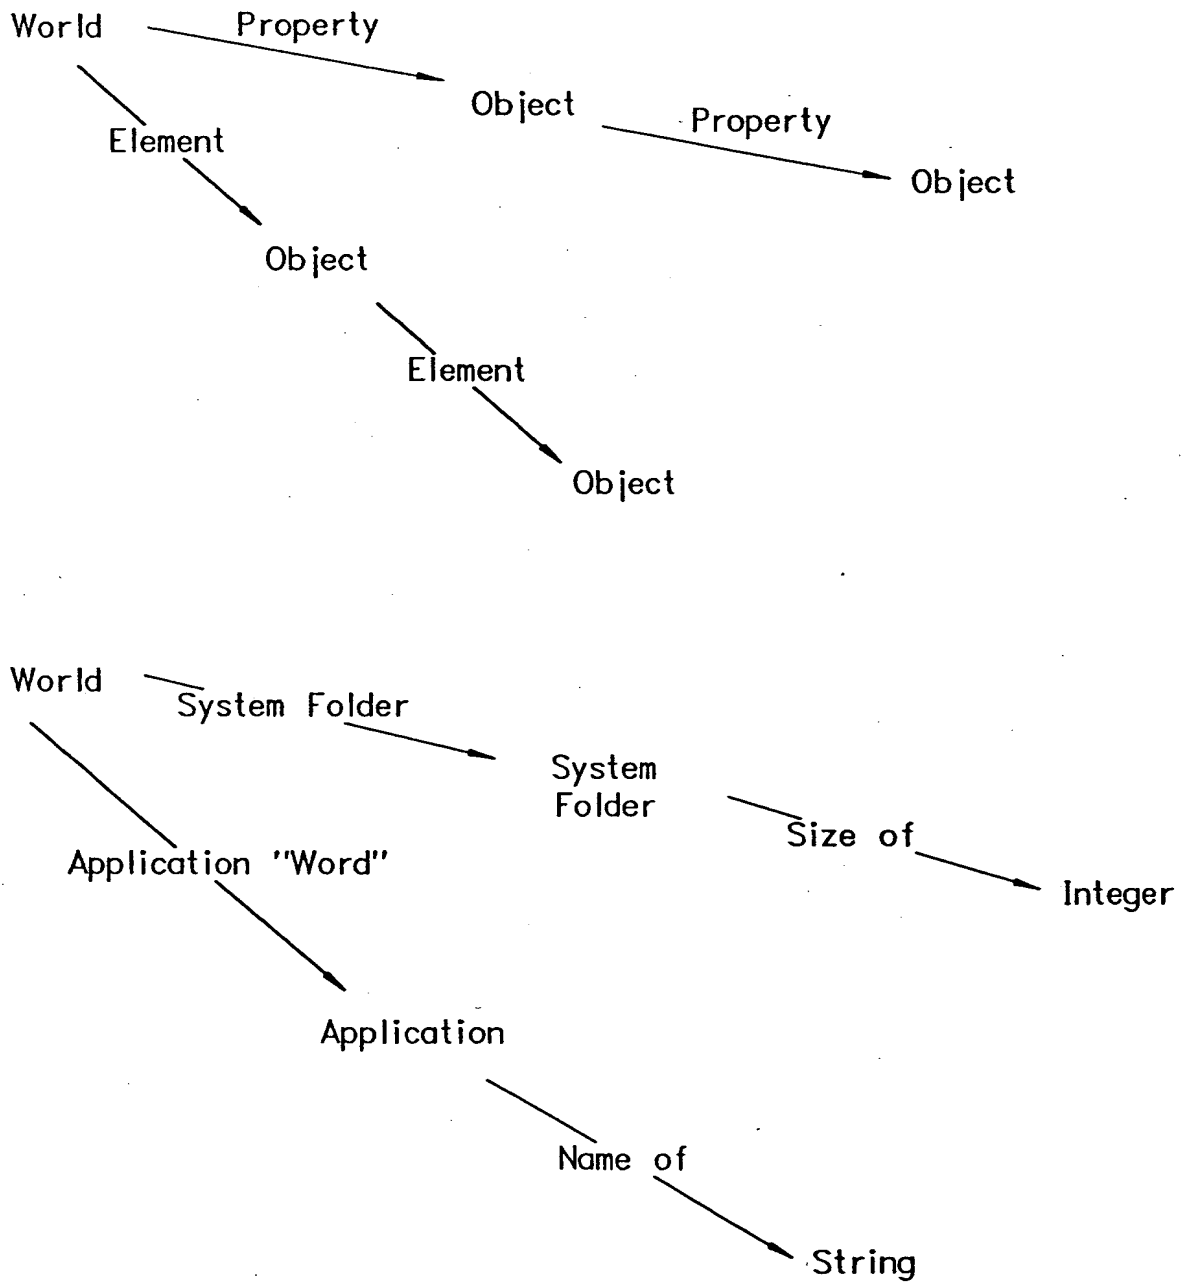 World
Property
Object
Property
Object
Element
Object
Element
Object
World
System Folder
System
Folder
Size of
Integer
Application "Word"
Application
Name of
String